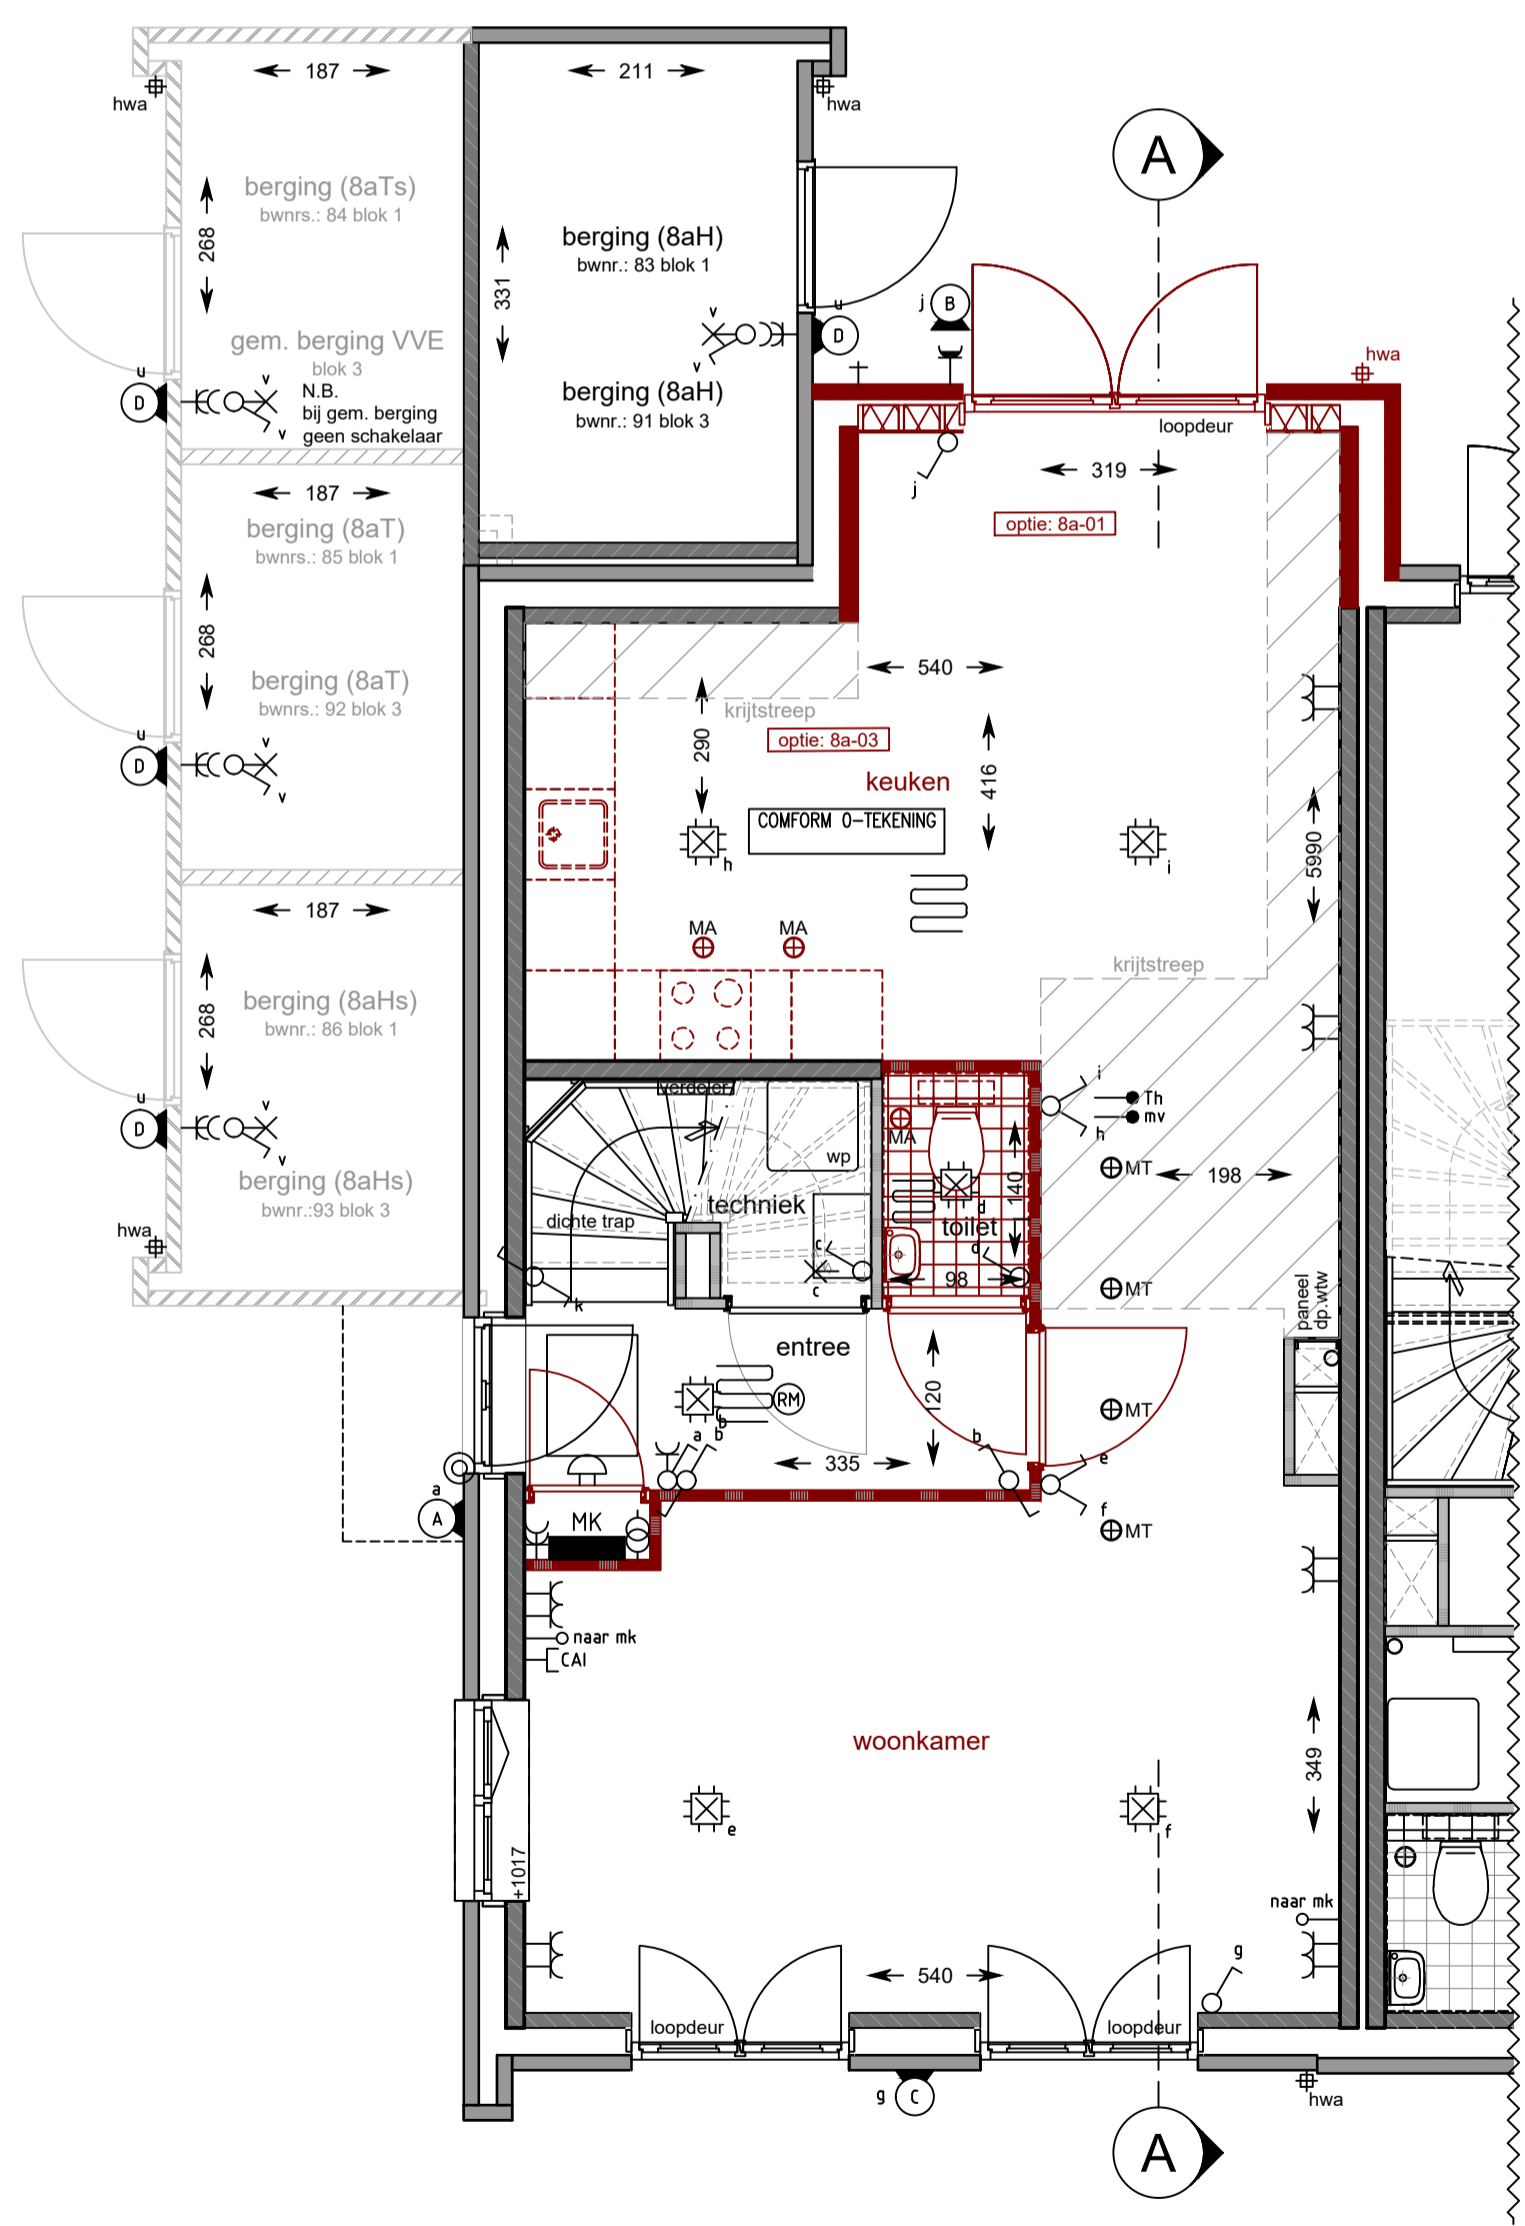 187
211
hwa
hwa
A
berging (8aTs)
bwnrs.: 84 blok 1
268
berging (8aH)
bwnr.: 83 blok 1
331
u
D
v
v
j
B
gem. berging VVE
blok 3
N.B.
bij gem. berging
geen schakelaar
u
D
v
v
berging (8aH)
bwnr.: 91 blok 3
hwa
loopdeur
j
319
optie: 8a-01
187
berging (8aT)
bwnrs.: 85 blok 1
268
berging (8aT)
bwnrs.: 92 blok 3
u
D
v
v
540
krijtstreep
290
optie: 8a-03
416
keuken
COMFORM 0-TEKENING
h
i
5990
187
MA
MA
krijtstreep
berging (8aHs)
bwnr.: 86 blok 1
268
u
D
v
v
berging (8aHs)
bwnr.:93 blok 3
hwa
verdeler
wp
techniek
dichte trap
c
c
k
MA
140
d
toilet
d
98
i
Th
mv
h
MT
198
MT
paneel
dp.wtw
entree
120
RM
b
a
b
335
b
e
f
MT
MT
a
A
MK
naar mk
CAI
woonkamer
349
e
f
+1017
naar mk
g
540
loopdeur
loopdeur
g
C
hwa
A